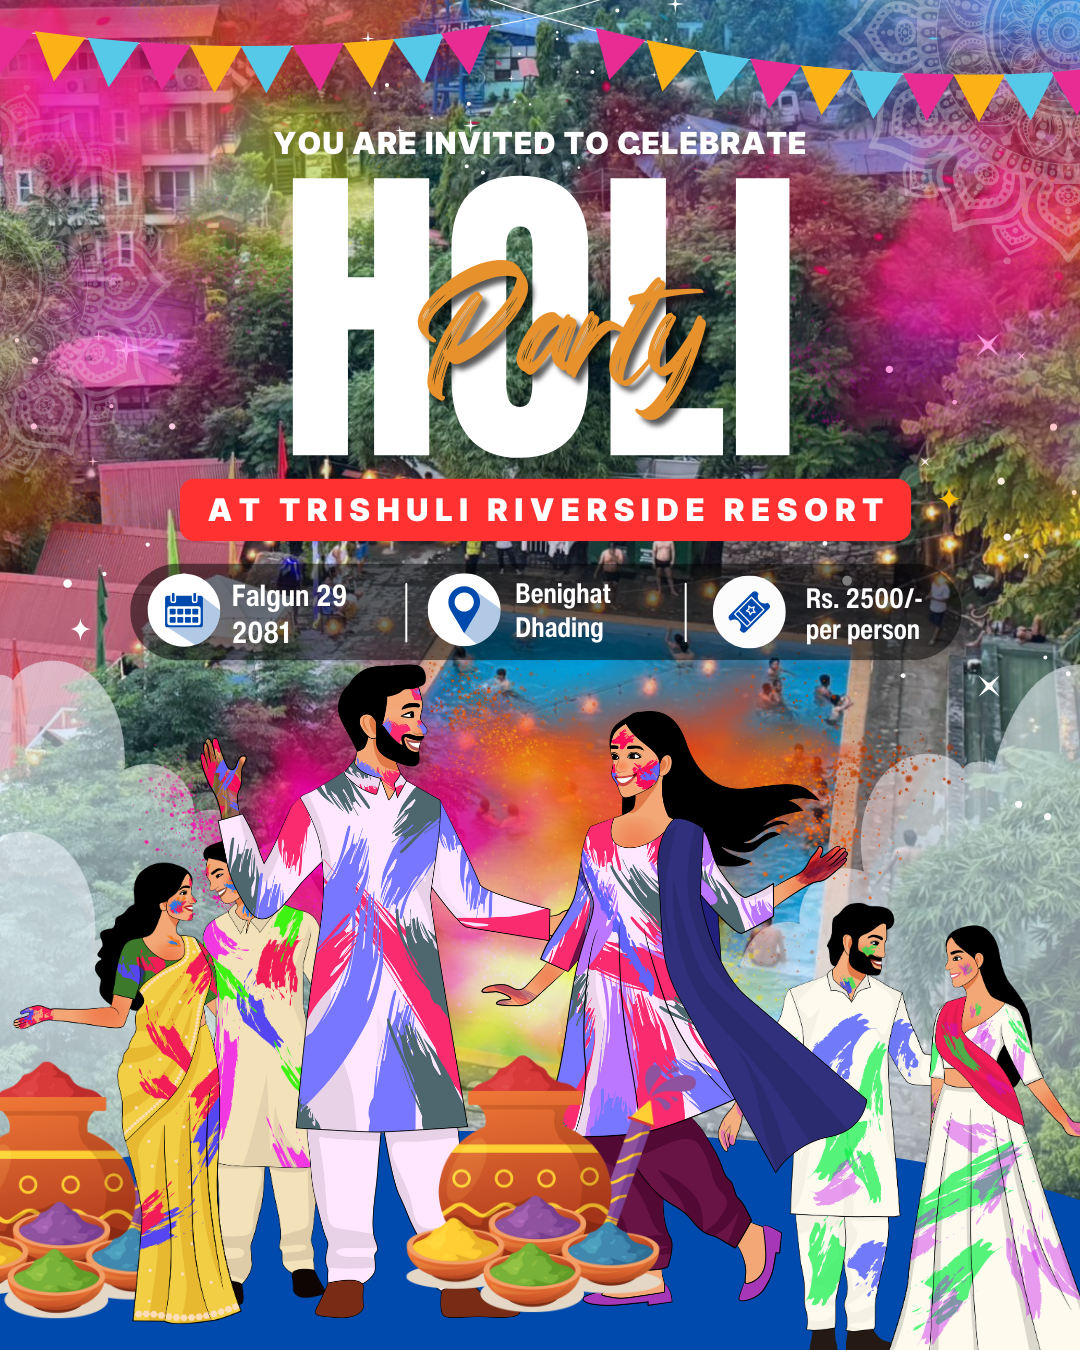 Zipline
YOU ARE INVITED TO CELEBRATE
HOLI
Party
AT TRISHULI RIVERSIDE RESORT
Falgun 29
2081
Benighat
Dhading
Rs. 2500/-
per person